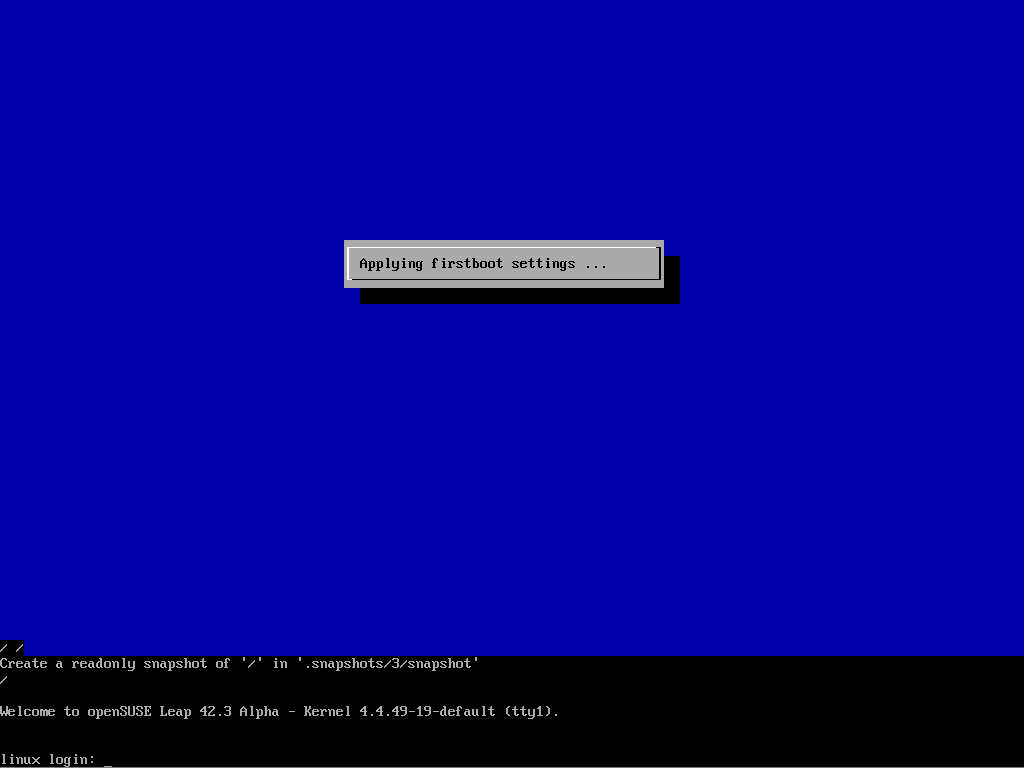 Applying firstboot settings ...
/ /
Create a readonly snapshot of '/' in '.snapshots/3/snapshot'
/
Welcome to openSUSE Leap 42.3 Alpha - Kernel 4.4.49-19-default (tty1).
linux login: _